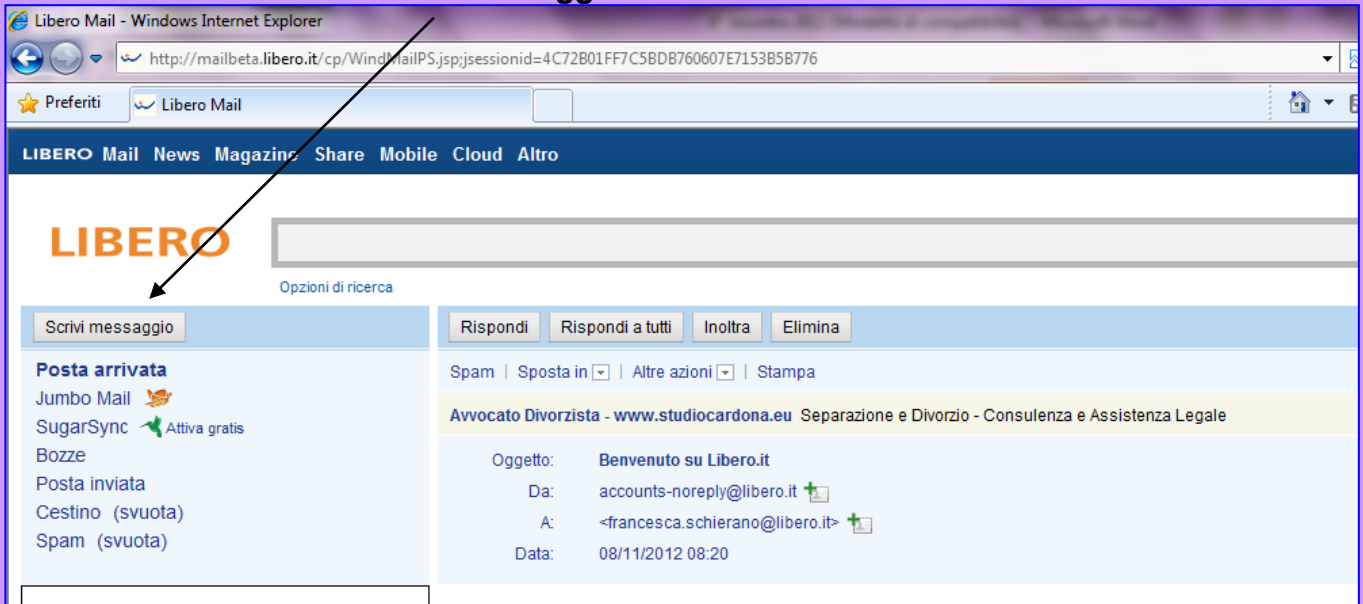 Libero Mail - Windows Internet Explorer
http://mailbeta.libero.it/cp/WindMailPS.jsp;jsessionid=4C72B01FF7C5BDB760607E7153B5B776
Preferiti Libero Mail
LIBERO Mail News Magazine Share Mobile Cloud Altro
LIBERO
Opzioni di ricerca
Scrivi messaggio
Posta arrivata
Jumbo Mail
SugarSync Attiva gratis
Bozze
Posta inviata
Cestino (svuota)
Spam (svuota)
Rispondi Rispondi a tutti Inoltra Elimina
Spam | Sposta in | Altre azioni | Stampa
Avvocato Divorzista - www.studiocardona.eu Separazione e Divorzio - Consulenza e Assistenza Legale
Oggetto: Benvenuto su Libero.it
Da: accounts-noreply@libero.it
A: <francesca.schierano@libero.it>
Data: 08/11/2012 08:20